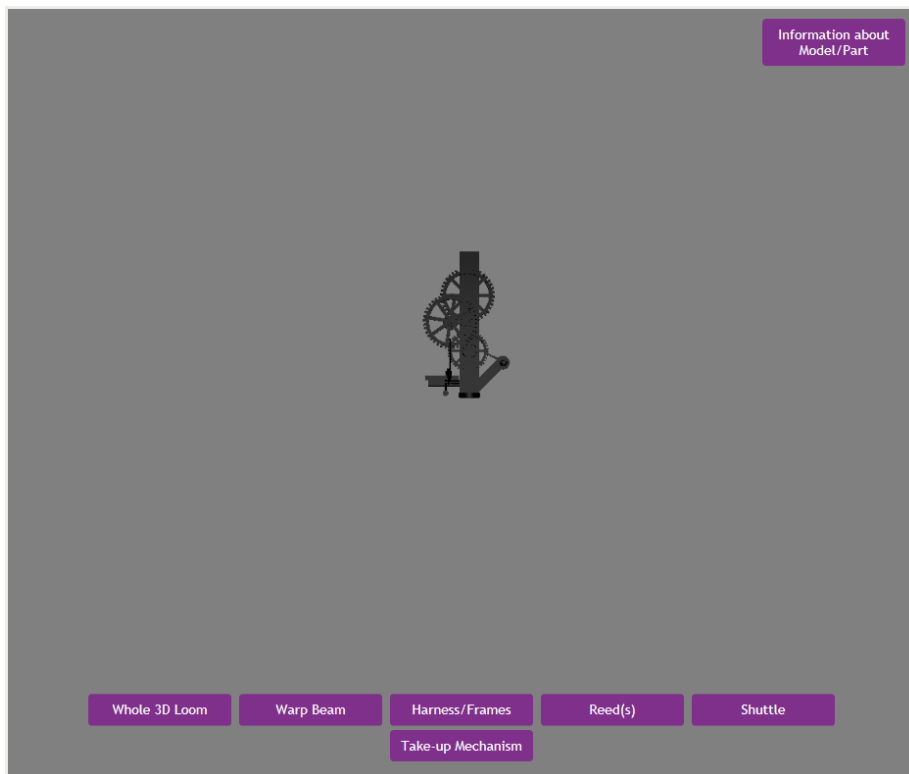 Information about
Model/Part
Whole 3D Loom
Warp Beam
Harness/Frames
Reed(s)
Shuttle
Take-up Mechanism